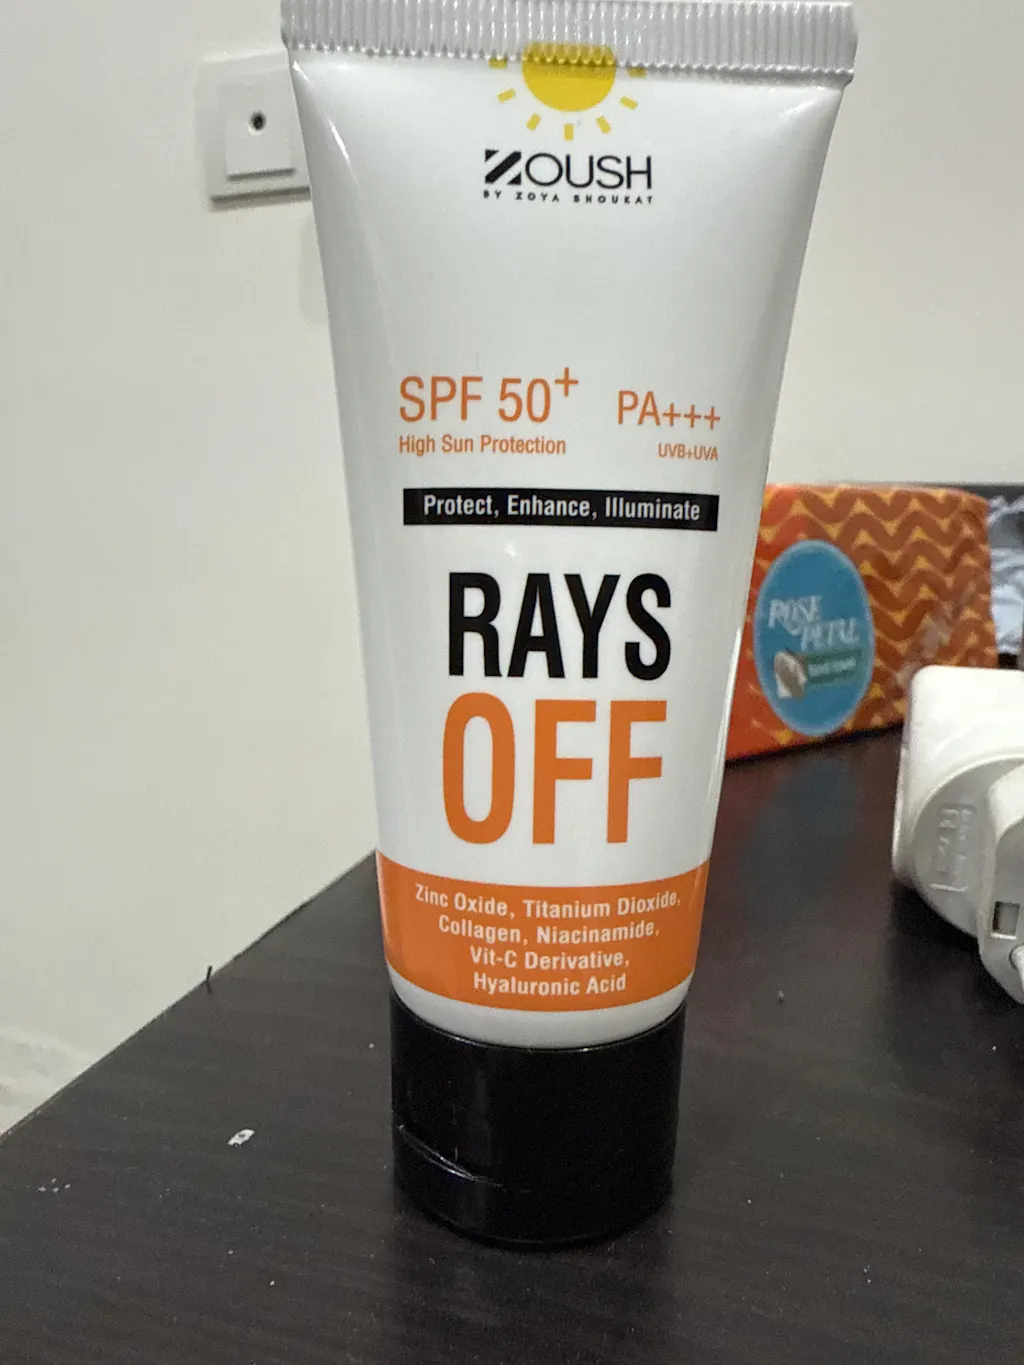 ZOUSH
BY ZOYA SHOUKAT
SPF 50+ PA+++
High Sun Protection UVB+UVA
Protect, Enhance, Illuminate
RAYS
OFF
Zinc Oxide, Titanium Dioxide,
Collagen, Niacinamide,
Vit-C Derivative,
Hyaluronic Acid
ROSE
PETAL